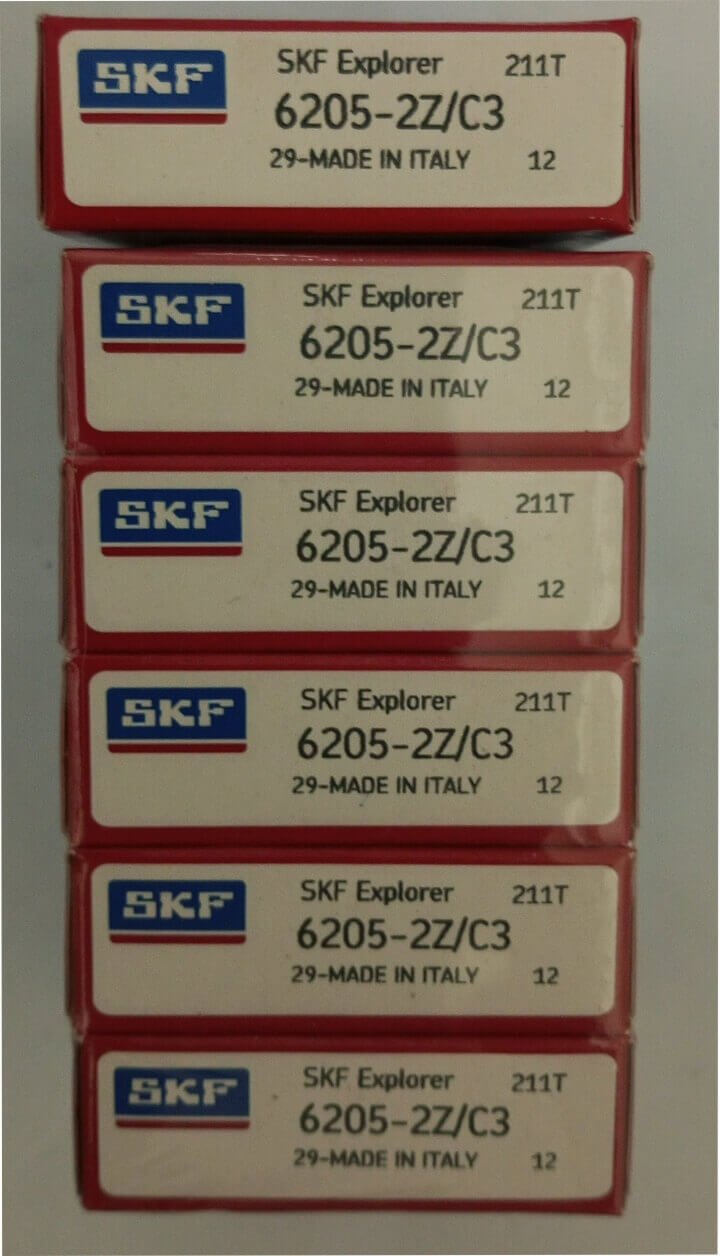 SKF
SKF Explorer 211T
6205-2Z/C3
29-MADE IN ITALY 12
SKF
SKF Explorer 211T
6205-2Z/C3
29-MADE IN ITALY 12
SKF
SKF Explorer 211T
6205-2Z/C3
29-MADE IN ITALY 12
SKF
SKF Explorer 211T
6205-2Z/C3
29-MADE IN ITALY 12
SKF
SKF Explorer 211T
6205-2Z/C3
29-MADE IN ITALY 12
SKF
SKF Explorer 211T
6205-2Z/C3
29-MADE IN ITALY 12